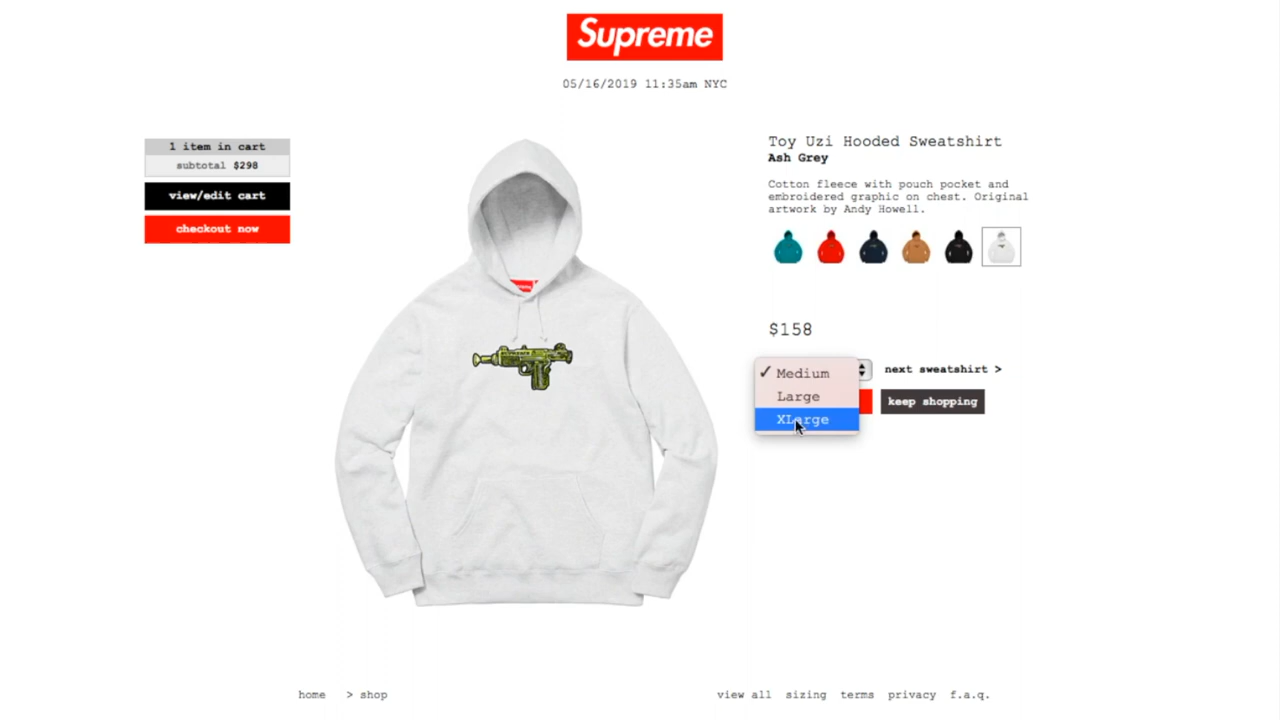 Supreme
05/16/2019 11:35am NYC
1 item in cart
subtotal $298
view/edit cart
checkout now
Toy Uzi Hooded Sweatshirt
Ash Grey
Cotton fleece with pouch pocket and
embroidered graphic on chest. Original
artwork by Andy Howell.
$158
✓ Medium
Large
XLarge
next sweatshirt >
keep shopping
home > shop
view all sizing terms privacy f.a.q.